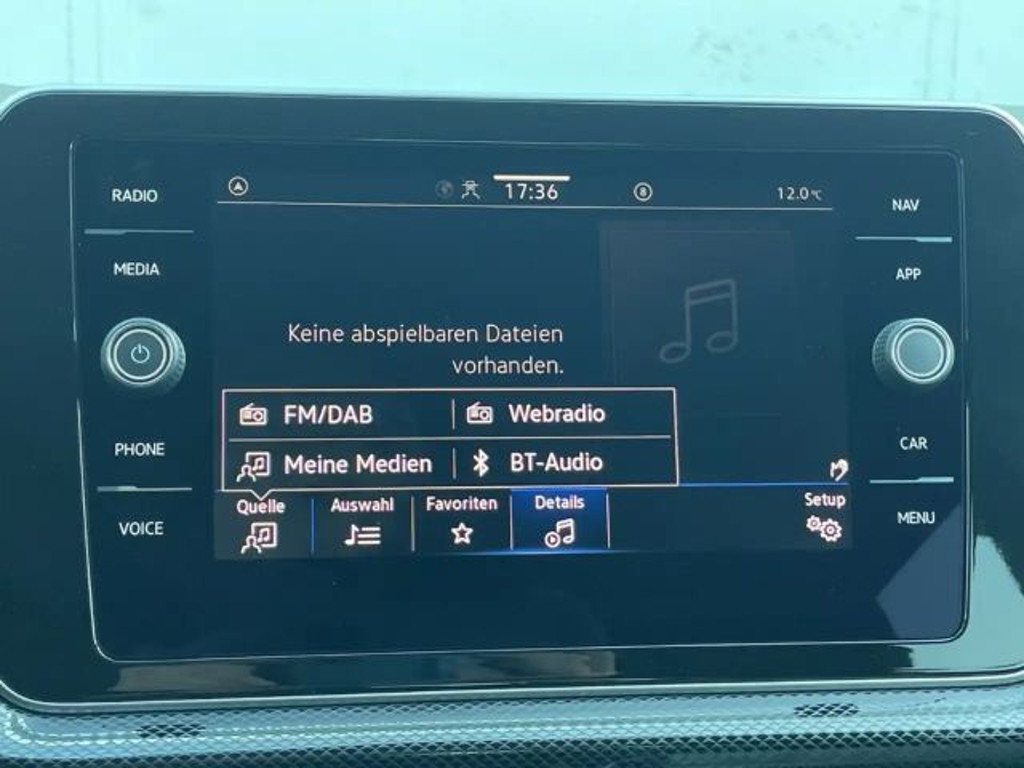 RADIO
MEDIA
PHONE
VOICE
17:36
12.0°C
Keine abspielbaren Dateien
vorhanden.
FM/DAB
Webradio
Meine Medien
BT-Audio
Quelle
Auswahl
Favoriten
Details
Setup
NAV
APP
CAR
MENU